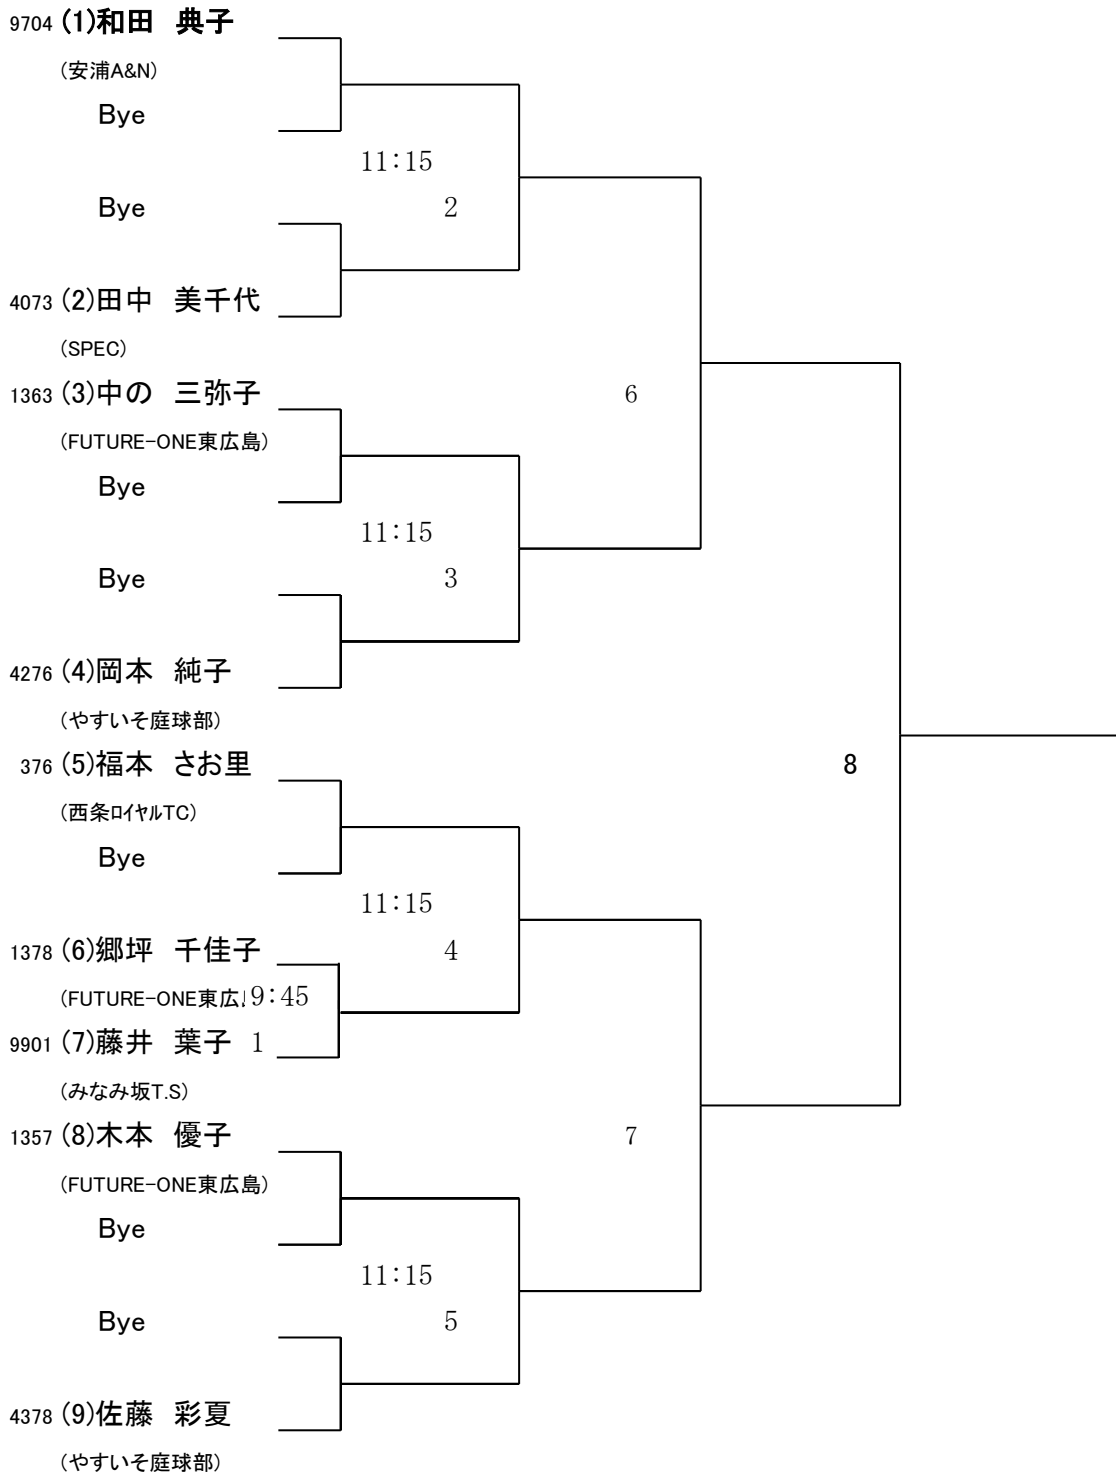 9704 (1)和田　典子
(安浦A&N)
Bye
11:15
Bye
2
4073 (2)田中　美千代
(SPEC)
1363 (3)中の　三弥子
6
(FUTURE-ONE東広島)
Bye
11:15
Bye
3
4276 (4)岡本　純子
(やすいそ庭球部)
376 (5)福本　さお里
8
(西条ﾛｲﾔﾙTC)
Bye
11:15
1378 (6)郷坪　千佳子
4
(FUTURE-ONE東広 9:45
9901 (7)藤井　葉子 1
(みなみ坂T.S)
1357 (8)木本　優子
7
(FUTURE-ONE東広島)
Bye
11:15
Bye
5
4378 (9)佐藤　彩夏
(やすいそ庭球部)